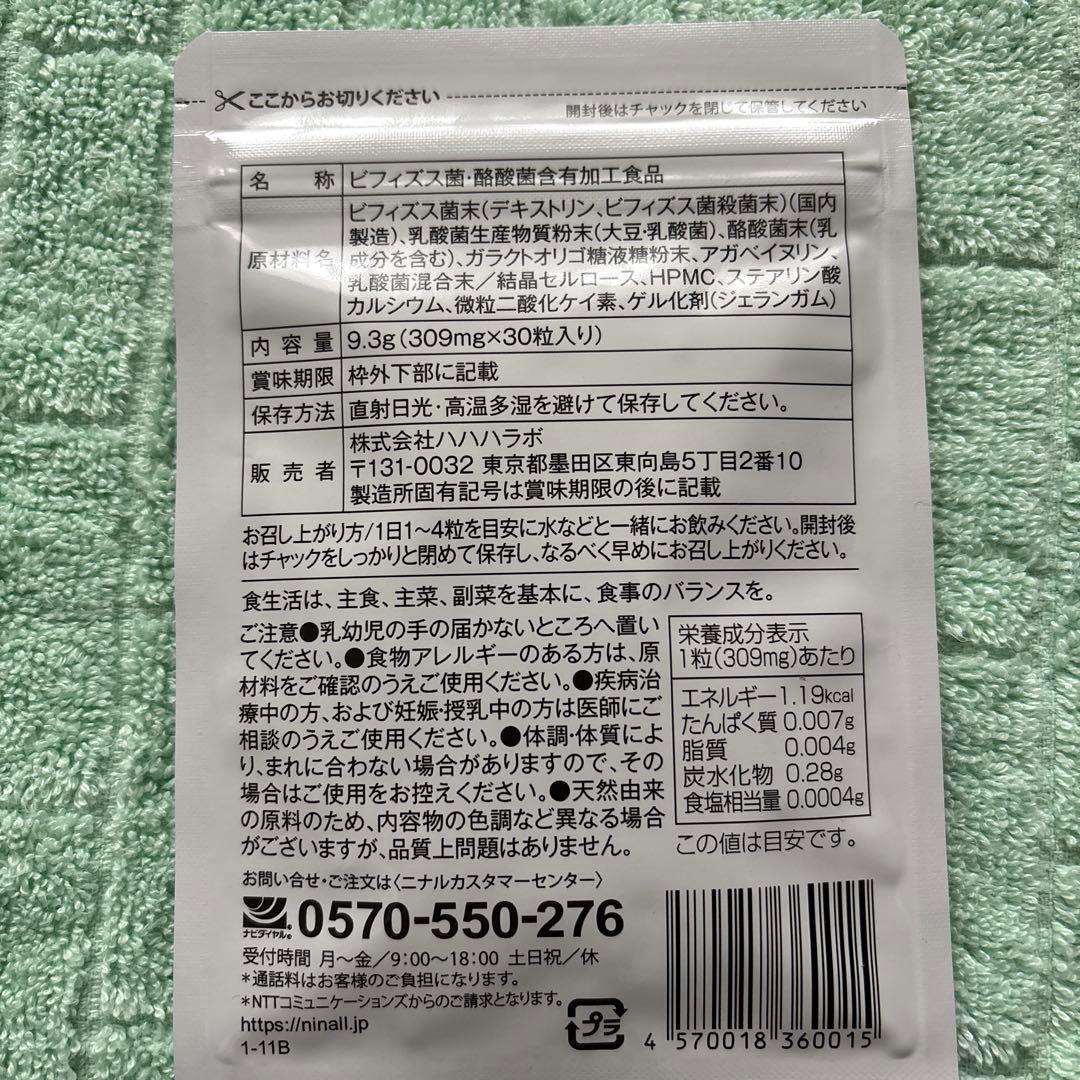 ここからお切りください
開封後はチャックを閉じて保管してください
名称 ビフィズス菌・酪酸菌含有加工食品
原材料名
ビフィズス菌末(デキストリン、ビフィズス菌殺菌末)(国内
製造)、乳酸菌生産物質粉末(大豆・乳酸菌)、酪酸菌末(乳
成分を含む)、ガラクトオリゴ糖液糖粉末、アガベイヌリン、
乳酸菌混合末/結晶セルロース、HPMC、ステアリン酸
カルシウム、微粒二酸化ケイ素、ゲル化剤(ジェランガム)
内容量 9.3g(309mg×30粒入り)
賞味期限 枠外下部に記載
保存方法 直射日光・高温多湿を避けて保存してください。
販売者
株式会社ハハハラボ
〒131-0032 東京都墨田区東向島5丁目2番10
製造所固有記号は賞味期限の後に記載
お召し上がり方/1日1〜4粒を目安に水などと一緒にお飲みください。開封後
はチャックをしっかりと閉めて保存し、なるべく早めにお召し上がりください。
食生活は、主食、主菜、副菜を基本に、食事のバランスを。
ご注意●乳幼児の手の届かないところへ置い
てください。●食物アレルギーのある方は、原
材料をご確認のうえご使用ください。●疾病治
療中の方、および妊娠・授乳中の方は医師にご
相談のうえご使用ください。●体調・体質によ
り、まれに合わない場合がありますので、その
場合はご使用をお控えください。●天然由来
の原料のため、内容物の色調など異なる場合
がございますが、品質上問題はありません。
栄養成分表示
1粒(309mg)あたり
エネルギー 1.19kcal
たんぱく質 0.007g
脂質 0.004g
炭水化物 0.28g
食塩相当量 0.0004g
この値は目安です。
お問い合せ・ご注文は〈ニナルカスタマーセンター〉
ナビダイヤル® 0570-550-276
受付時間 月〜金/9:00〜18:00 土日祝/休
*通話料はお客様のご負担になります。
*NTTコミュニケーションズからのご請求となります。
https://ninall.jp
1-11B
プラ
4 570018 360015